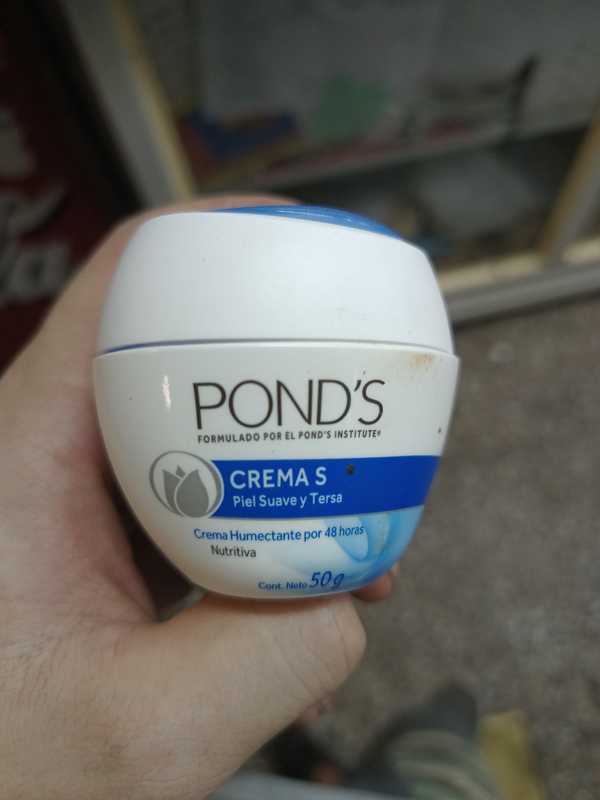 POND'S
FORMULADO POR EL POND'S INSTITUTE®
CREMA S
Piel Suave y Tersa
Crema Humectante por 48 horas
Nutritiva
Cont. Neto 50g